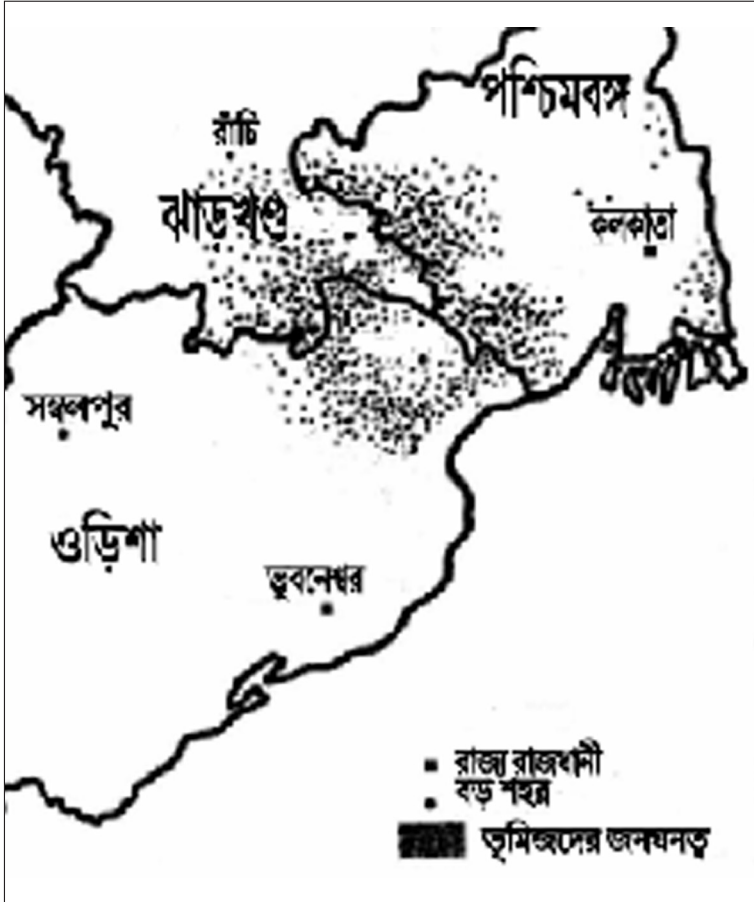 পশ্চিমবঙ্গ
রাঁচি
ঝাড়খণ্ড
কলকাতা
সম্বলপুর
ওড়িশা
ভুবনেশ্বর
রাজ্য রাজধানী
বড় শহর
ভূমিজদের জনঘনত্ব